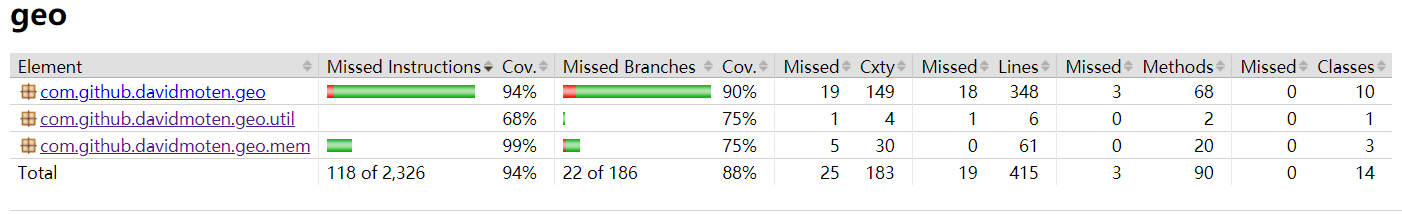 geo
Element Missed Instructions Cov. Missed Branches Cov. Missed Cxty Missed Lines Missed Methods Missed Classes
com.github.davidmoten.geo 94% 90% 19 149 18 348 3 68 0 10
com.github.davidmoten.geo.util 68% 75% 1 4 1 6 0 2 0 1
com.github.davidmoten.geo.mem 99% 75% 5 30 0 61 0 20 0 3
Total 118 of 2,326 94% 22 of 186 88% 25 183 19 415 3 90 0 14